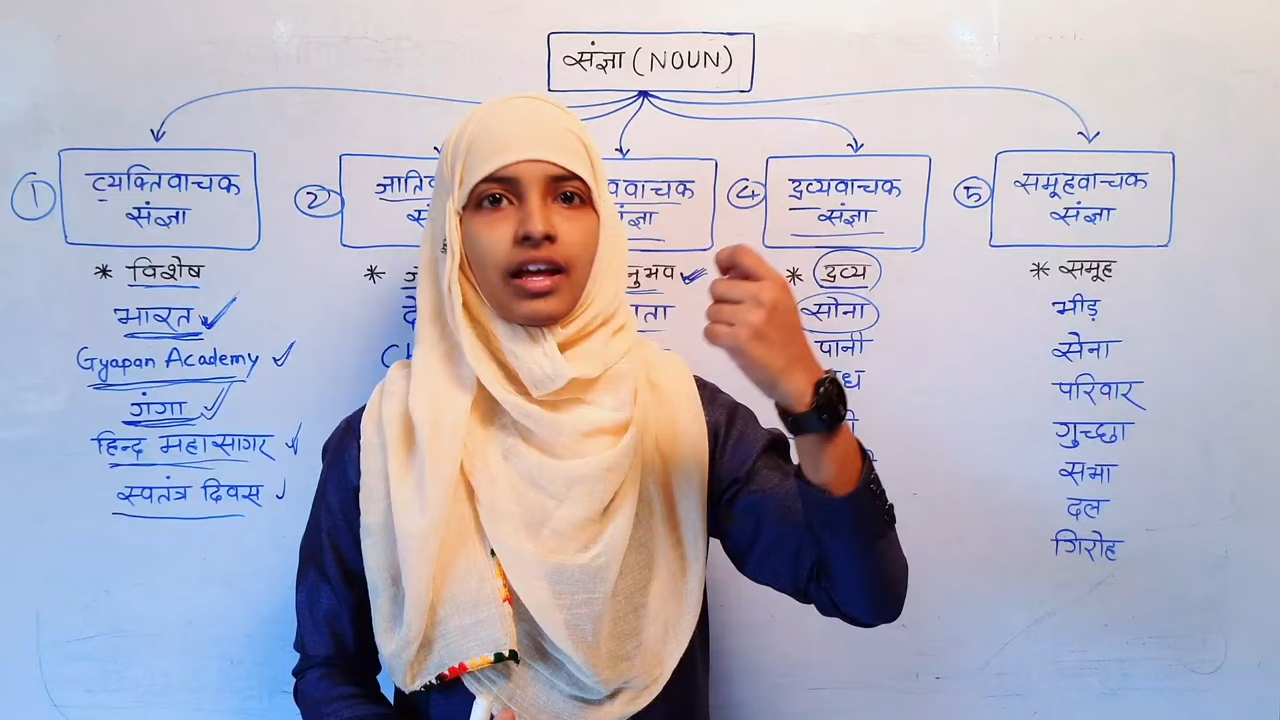 संज्ञा (NOUN)
① व्यक्तिवाचक
संज्ञा
* विशेष
भारत
Gyapan Academy
गंगा
हिन्द महासागर
स्वतंत्र दिवस
②
*
संज्ञा
④ द्रव्यवाचक
संज्ञा
* द्रव्य
सोना
पानी
⑤ समूहवाचक
संज्ञा
* समूह
भीड़
सेना
परिवार
गुच्छा
सभा
दल
गिरोह